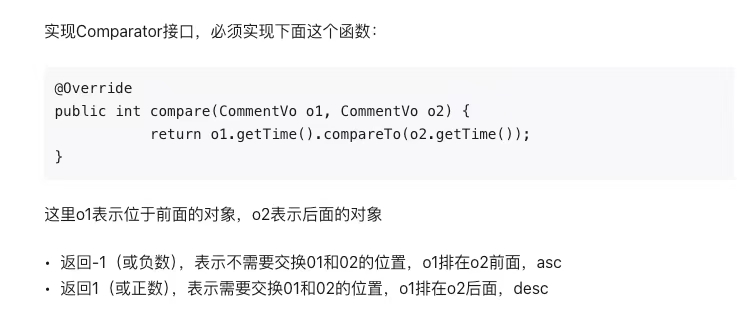 实现Comparator接口，必须实现下面这个函数：
@Override
public int compare(CommentVo o1, CommentVo o2) {
return o1.getTime().compareTo(o2.getTime());
}
这里o1表示位于前面的对象，o2表示后面的对象
• 返回-1（或负数），表示不需要交换01和02的位置，o1排在o2前面，asc
• 返回1（或正数），表示需要交换01和02的位置，o1排在o2后面，desc